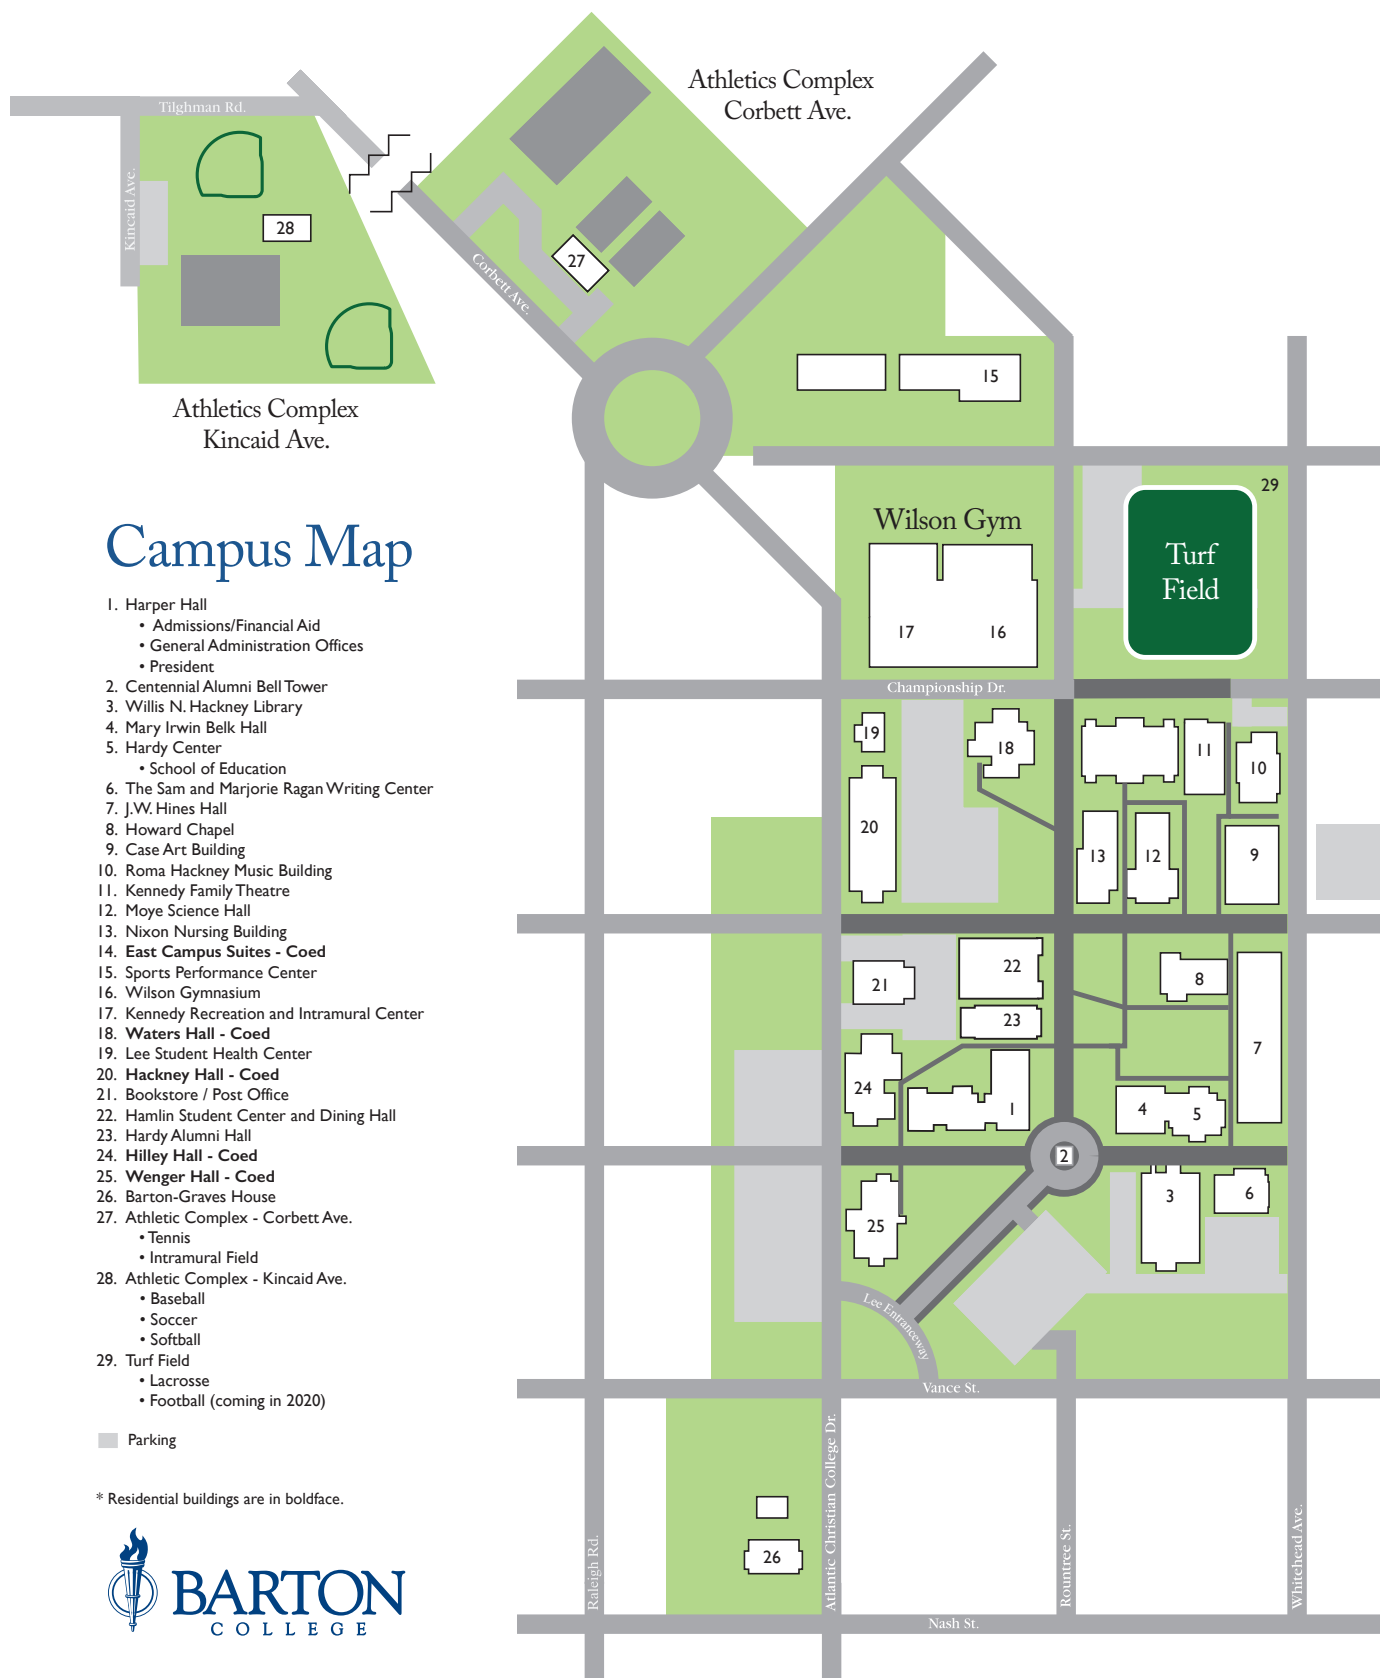 Athletics Complex
Corbett Ave.
Tilghman Rd.
Kincaid Ave.
28
27
Corbett Ave.
15
Athletics Complex
Kincaid Ave.
29
Wilson Gym
Turf
Field
17
16
Championship Dr.
Campus Map
1. Harper Hall
• Admissions/Financial Aid
• General Administration Offices
• President
2. Centennial Alumni Bell Tower
3. Willis N. Hackney Library
4. Mary Irwin Belk Hall
5. Hardy Center
• School of Education
6. The Sam and Marjorie Ragan Writing Center
7. J.W. Hines Hall
8. Howard Chapel
9. Case Art Building
10. Roma Hackney Music Building
11. Kennedy Family Theatre
12. Moye Science Hall
13. Nixon Nursing Building
14. East Campus Suites - Coed
15. Sports Performance Center
16. Wilson Gymnasium
17. Kennedy Recreation and Intramural Center
18. Waters Hall - Coed
19. Lee Student Health Center
20. Hackney Hall - Coed
21. Bookstore / Post Office
22. Hamlin Student Center and Dining Hall
23. Hardy Alumni Hall
24. Hilley Hall - Coed
25. Wenger Hall - Coed
26. Barton-Graves House
27. Athletic Complex - Corbett Ave.
• Tennis
• Intramural Field
28. Athletic Complex - Kincaid Ave.
• Baseball
• Soccer
• Softball
29. Turf Field
• Lacrosse
• Football (coming in 2020)
Parking
* Residential buildings are in boldface.
BARTON
COLLEGE
19
18
11
10
20
13
12
9
22
21
8
23
7
24
1
4
5
2
3
6
25
Lee Entranceway
Vance St.
Atlantic Christian College Dr.
Raleigh Rd.
Rountree St.
Whitehead Ave.
26
Nash St.